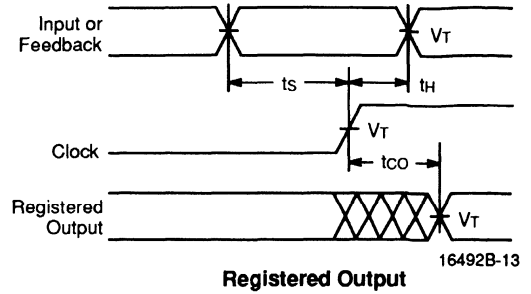 Input or
Feedback
VT
tS
tH
Clock
VT
tCO
Registered
Output
VT
16492B-13
Registered Output